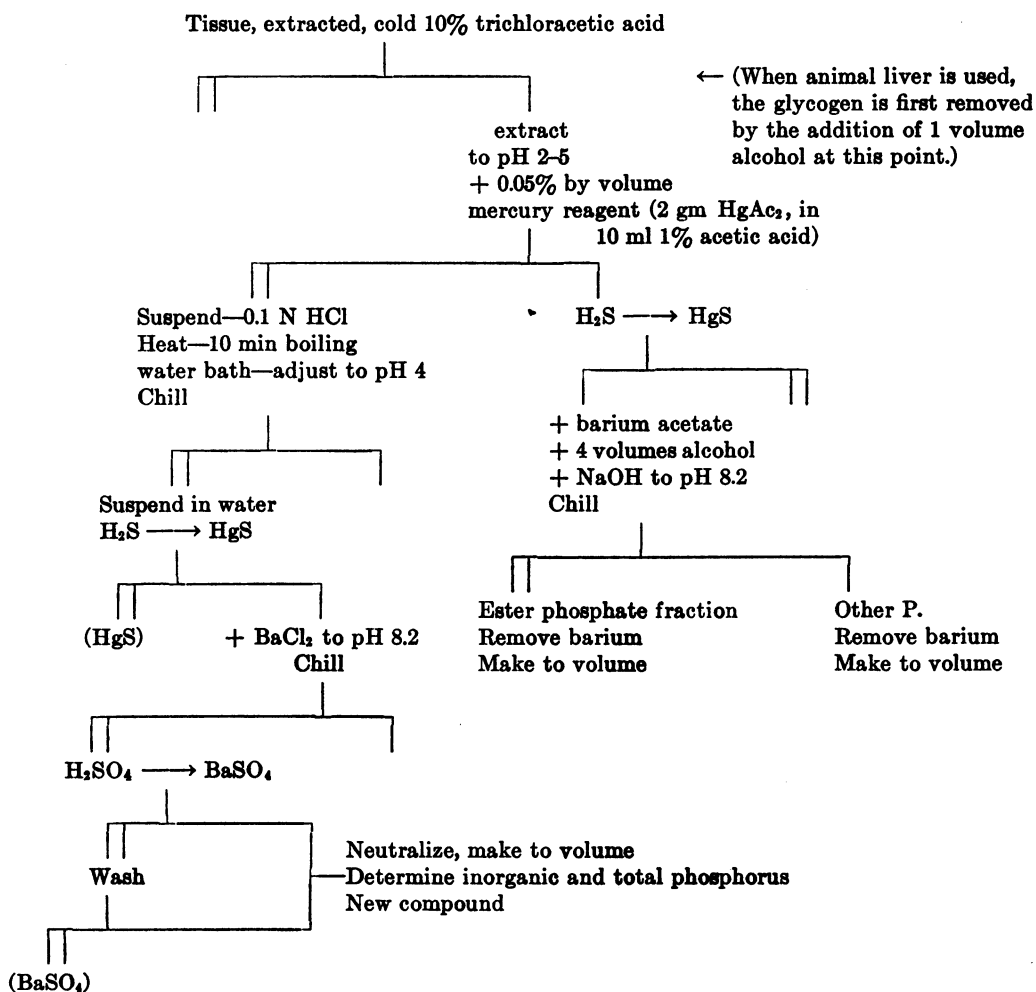 Tissue, extracted, cold 10% trichloracetic acid
← (When animal liver is used,
the glycogen is first removed
by the addition of 1 volume
alcohol at this point.)
extract
to pH 2–5
+ 0.05% by volume
mercury reagent (2 gm HgAc₂, in
10 ml 1% acetic acid)
Suspend—0.1 N HCl
Heat—10 min boiling
water bath—adjust to pH 4
Chill
H₂S ⟶ HgS
+ barium acetate
+ 4 volumes alcohol
+ NaOH to pH 8.2
Chill
Suspend in water
H₂S ⟶ HgS
(HgS)
+ BaCl₂ to pH 8.2
Chill
Ester phosphate fraction
Remove barium
Make to volume
Other P.
Remove barium
Make to volume
H₂SO₄ ⟶ BaSO₄
Wash
Neutralize, make to volume
Determine inorganic and total phosphorus
New compound
(BaSO₄)